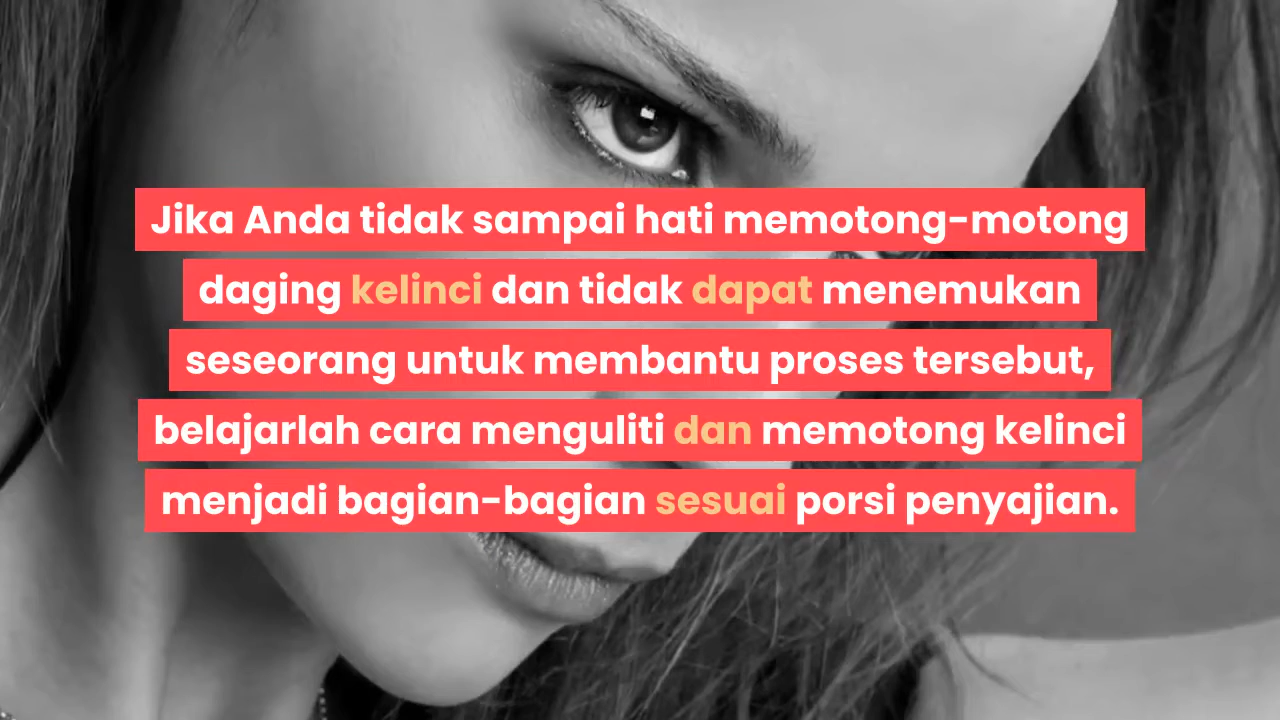 Jika Anda tidak sampai hati memotong-motong
daging kelinci dan tidak dapat menemukan
seseorang untuk membantu proses tersebut,
belajarlah cara menguliti dan memotong kelinci
menjadi bagian-bagian sesuai porsi penyajian.